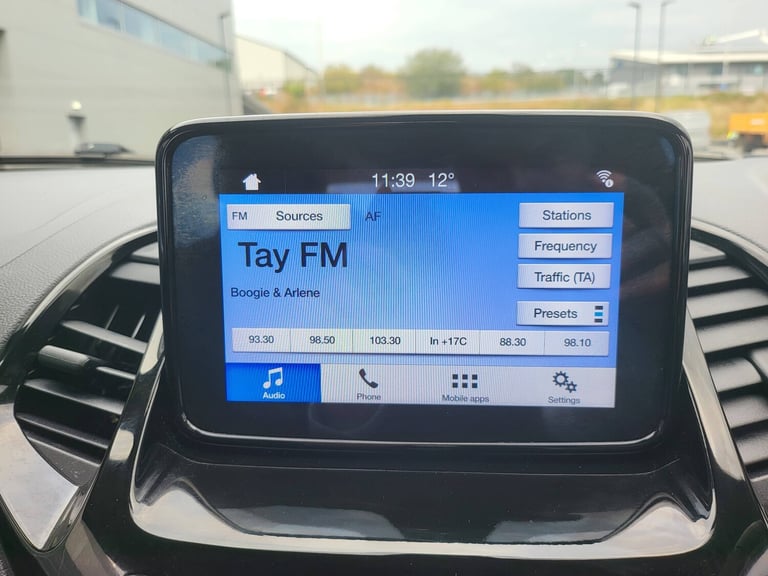 11:39 12°
FM Sources AF Stations
Tay FM Frequency
Boogie & Arlene Traffic (TA)
Presets
93.30 98.50 103.30 In +17C 88.30 98.10
Audio Phone Mobile apps Settings